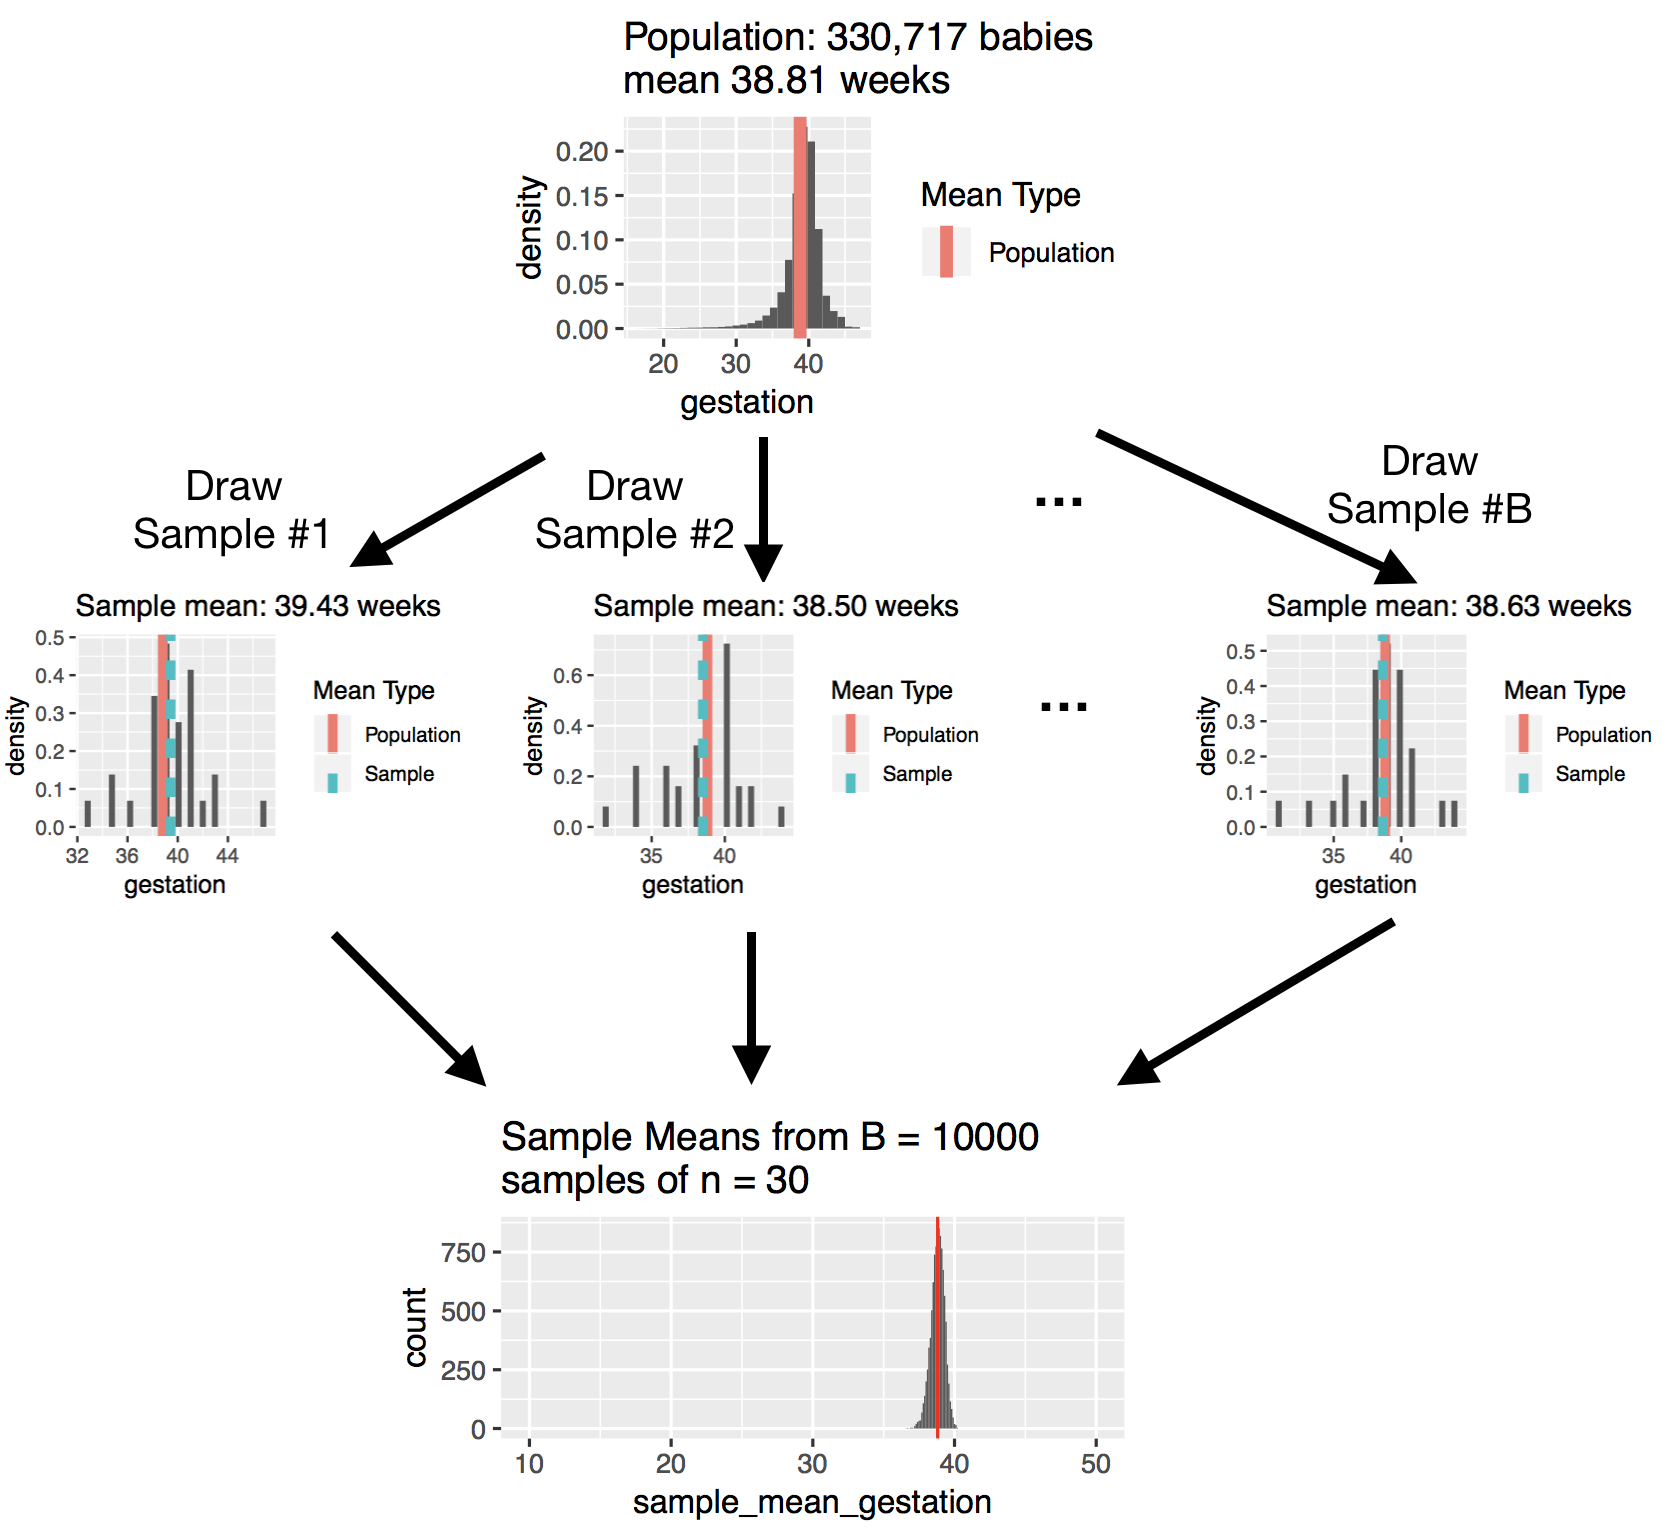 Population: 330,717 babies
mean 38.81 weeks
density
0.20
0.15
0.10
0.05
0.00
20 30 40
gestation
Mean Type
Population
Draw
Sample #1
Draw
Sample #2
...
Draw
Sample #B
Sample mean: 39.43 weeks
density
0.5
0.4
0.3
0.2
0.1
0.0
32 36 40 44
gestation
Mean Type
Population
Sample
Sample mean: 38.50 weeks
density
0.6
0.4
0.2
0.0
35 40
gestation
Mean Type
Population
Sample
...
Sample mean: 38.63 weeks
density
0.5
0.4
0.3
0.2
0.1
0.0
35 40
gestation
Mean Type
Population
Sample
Sample Means from B = 10000
samples of n = 30
count
750
500
250
0
10 20 30 40 50
sample_mean_gestation